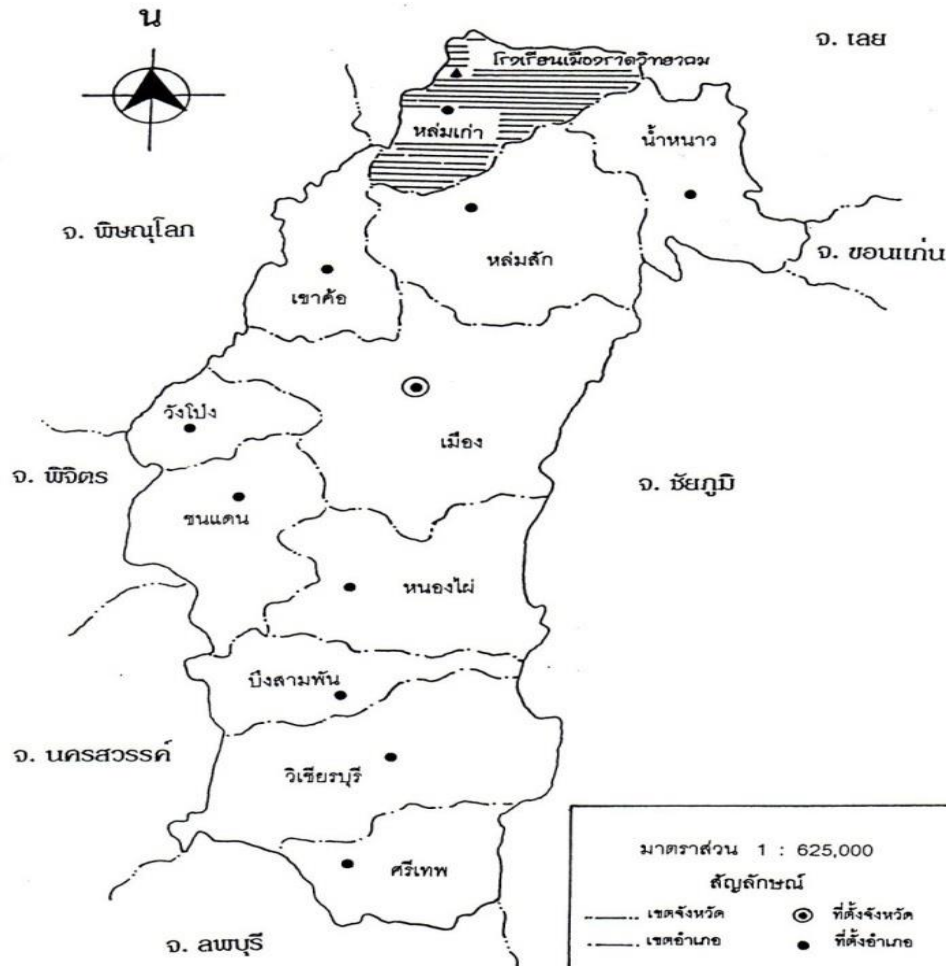 น
จ. เลย
โรงเรียนเมืองราดวิทยาคม
หล่มเก่า
น้ำหนาว
จ. พิษณุโลก
หล่มสัก
จ. ขอนแก่น
เขาค้อ
วังโป่ง
เมือง
จ. พิจิตร
จ. ชัยภูมิ
ชนแดน
หนองไผ่
บึงสามพัน
จ. นครสวรรค์
วิเชียรบุรี
ศรีเทพ
จ. ลพบุรี
มาตราส่วน 1 : 625,000
สัญลักษณ์
เขตจังหวัด ที่ตั้งจังหวัด
เขตอำเภอ ที่ตั้งอำเภอ